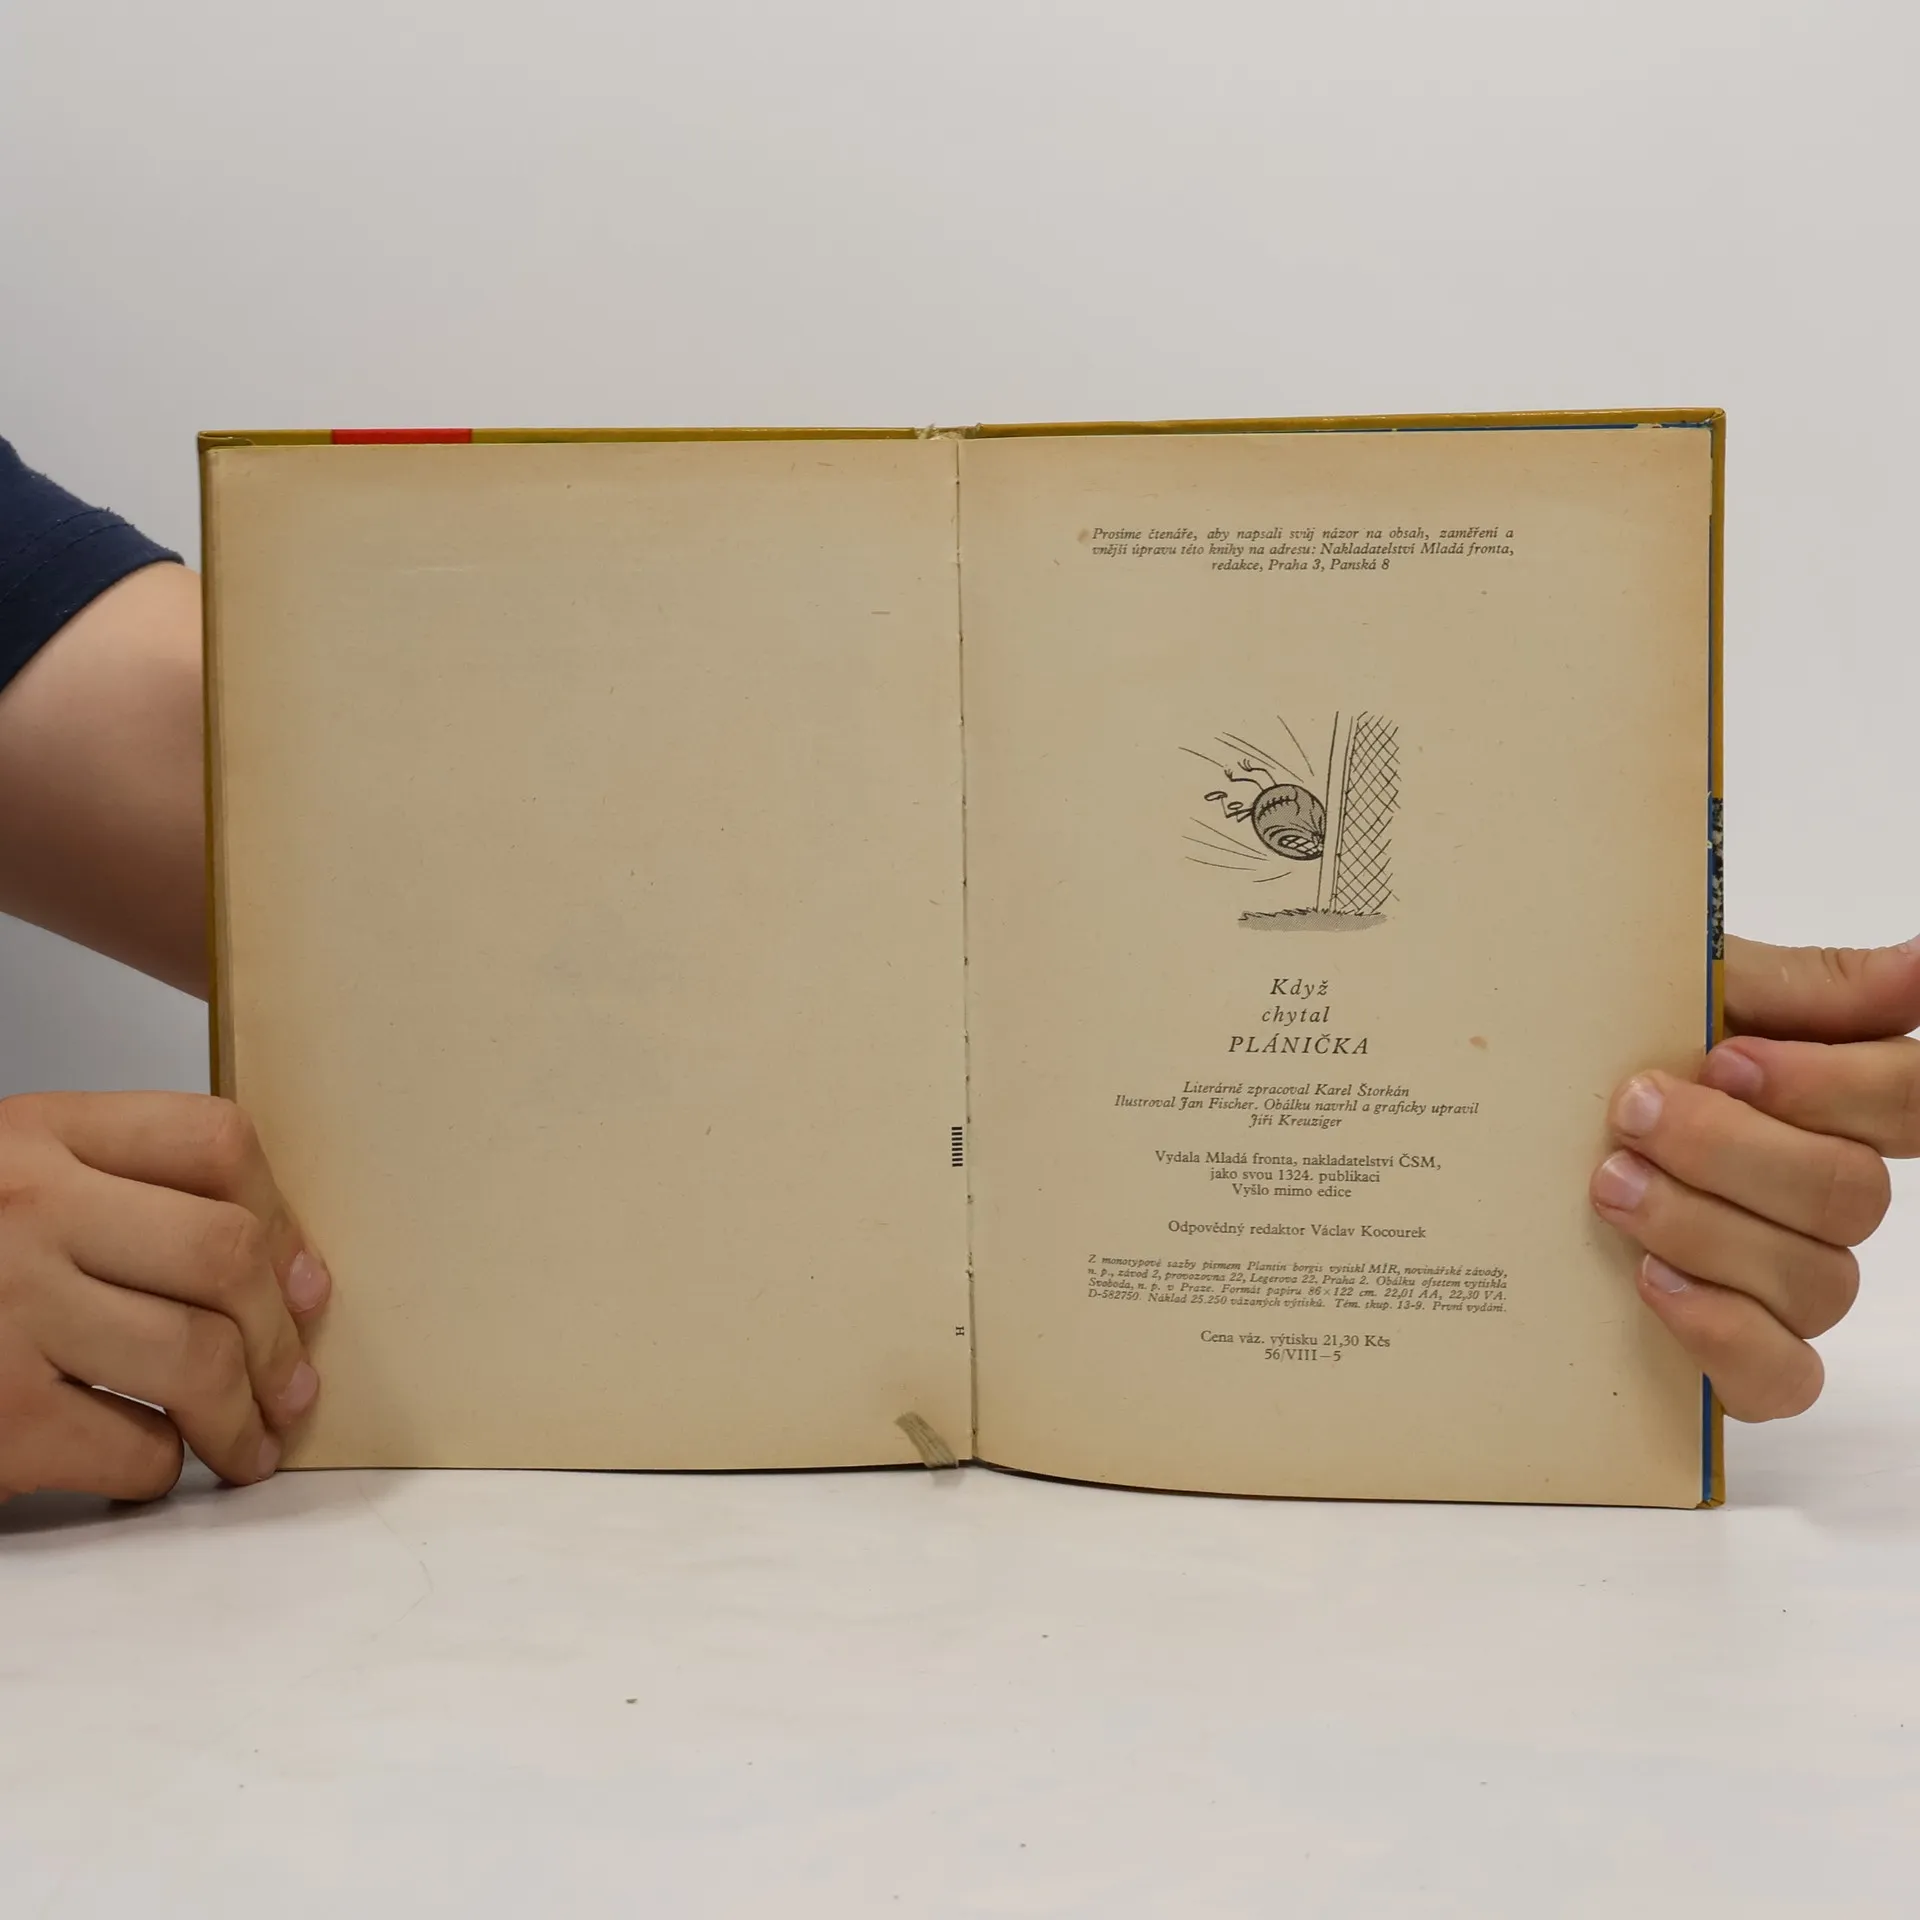 Prosíme čtenáře, aby napsali svůj názor na obsah, zaměření a
vnější úpravu této knihy na adresu: Nakladatelství Mladá fronta,
redakce, Praha 3, Panská 8
Když
chytal
PLÁNIČKA
Literárně zpracoval Karel Štorkán
Ilustroval Jan Fischer. Obálku navrhl a graficky upravil
Jiří Kreuziger
Vydala Mladá fronta, nakladatelství ČSM,
jako svou 1324. publikaci
Vyšlo mimo edice
Odpovědný redaktor Václav Kocourek
Z monotypové sazby písmem Plantin borgis vytiskl MÍR, novinářské závody,
n. p., závod 2, provozovna 22, Legerova 22, Praha 2. Obálku ofsetem vytiskla
Svoboda, n. p. v Praze. Formát papíru 86×122 cm. 22,01 AA, 22,30 VA.
D-582750. Náklad 25.250 vázaných výtisků. Tém. skup. 13-9. První vydání.
Cena váz. výtisku 21,30 Kčs
56/VIII—5
H